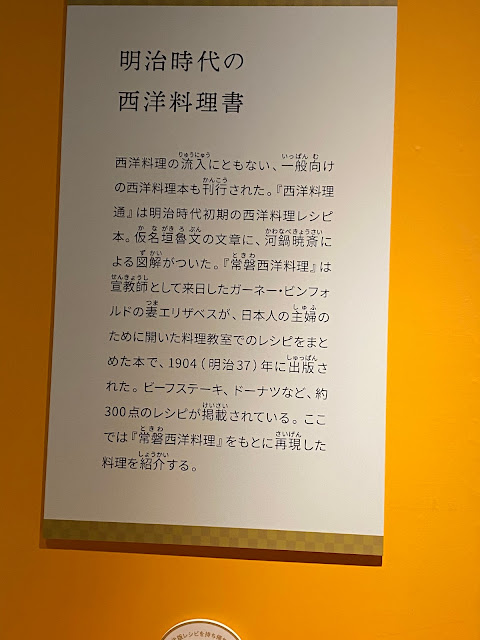 明治時代の
西洋料理書
西洋料理の流入にともない、一般向け
の西洋料理本も刊行された。『西洋料理
通』は明治時代初期の西洋料理レシピ
本。仮名垣魯文の文章に、河鍋暁斎に
よる図解がついた。『常磐西洋料理』は
宣教師として来日したガーネー・ビンフォ
ルドの妻エリザベスが、日本人の主婦の
ために開いた料理教室でのレシピをまと
めた本で、1904（明治37）年に出版さ
れた。ビーフステーキ、ドーナツなど、約
300点のレシピが掲載されている。ここ
では『常磐西洋料理』をもとに再現した
料理を紹介する。